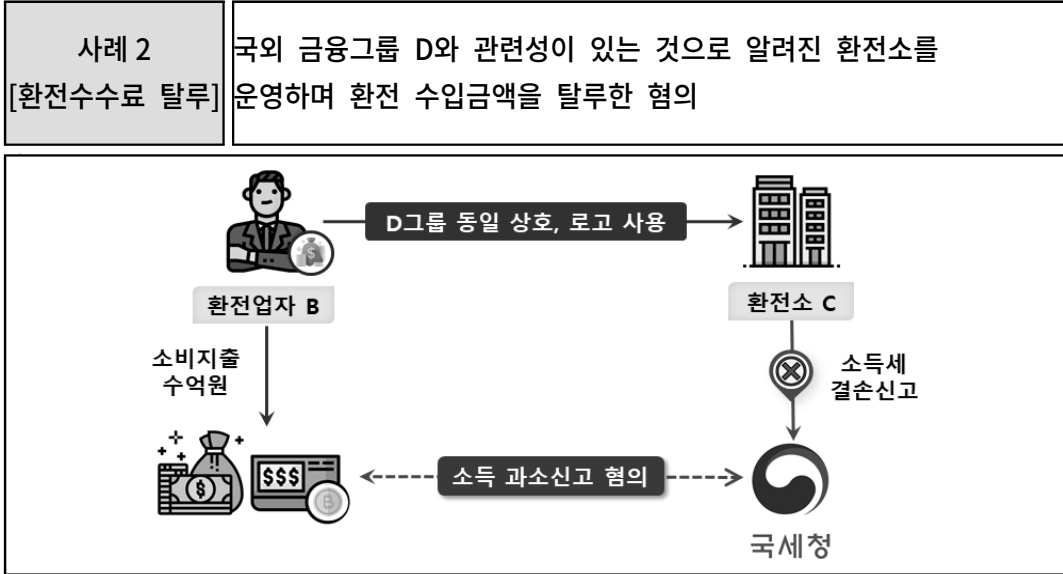 사례 2
[환전수수료 탈루]
국외 금융그룹 D와 관련성이 있는 것으로 알려진 환전소를
운영하며 환전 수입금액을 탈루한 혐의
D그룹 동일 상호, 로고 사용
환전업자 B
환전소 C
소비지출
수억원
소득세
결손신고
$$$
소득 과소신고 혐의
국세청